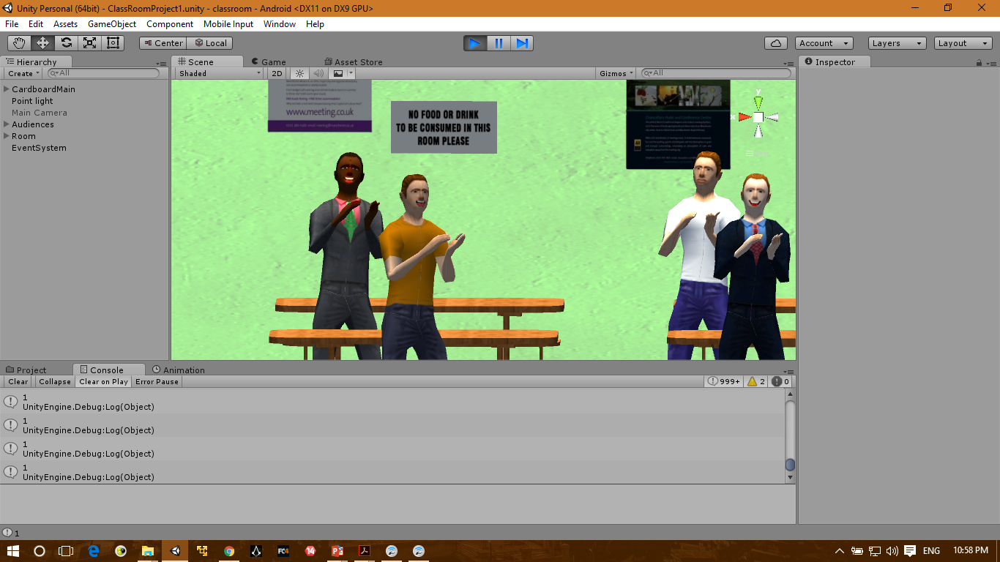 Unity Personal (64bit) - ClassRoomProject1.unity - classroom - Android <DX11 on DX9 GPU>
File Edit Assets GameObject Component Mobile Input Window Help
Center Local Account Layers Layout
Hierarchy Scene Game Asset Store Inspector
Create All Shaded 2D Gizmos All
CardboardMain
Point light
Main Camera
Audiences
Room
EventSystem
y
x
www.meeting.co.uk
NO FOOD OR DRINK
TO BE CONSUMED IN THIS
ROOM PLEASE
Project Console Animation
Clear Collapse Clear on Play Error Pause 999+ 2 0
1
UnityEngine.Debug:Log(Object)
1
UnityEngine.Debug:Log(Object)
1
UnityEngine.Debug:Log(Object)
1
UnityEngine.Debug:Log(Object)
1
FC4 14 ENG 10:58 PM